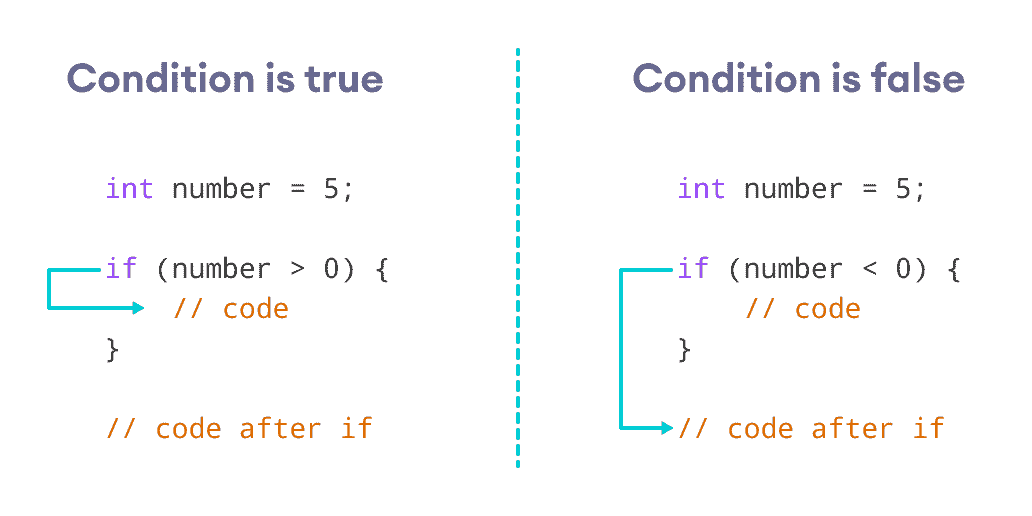 Condition is true
int number = 5;
if (number > 0) {
// code
}
// code after if
Condition is false
int number = 5;
if (number < 0) {
// code
}
// code after if